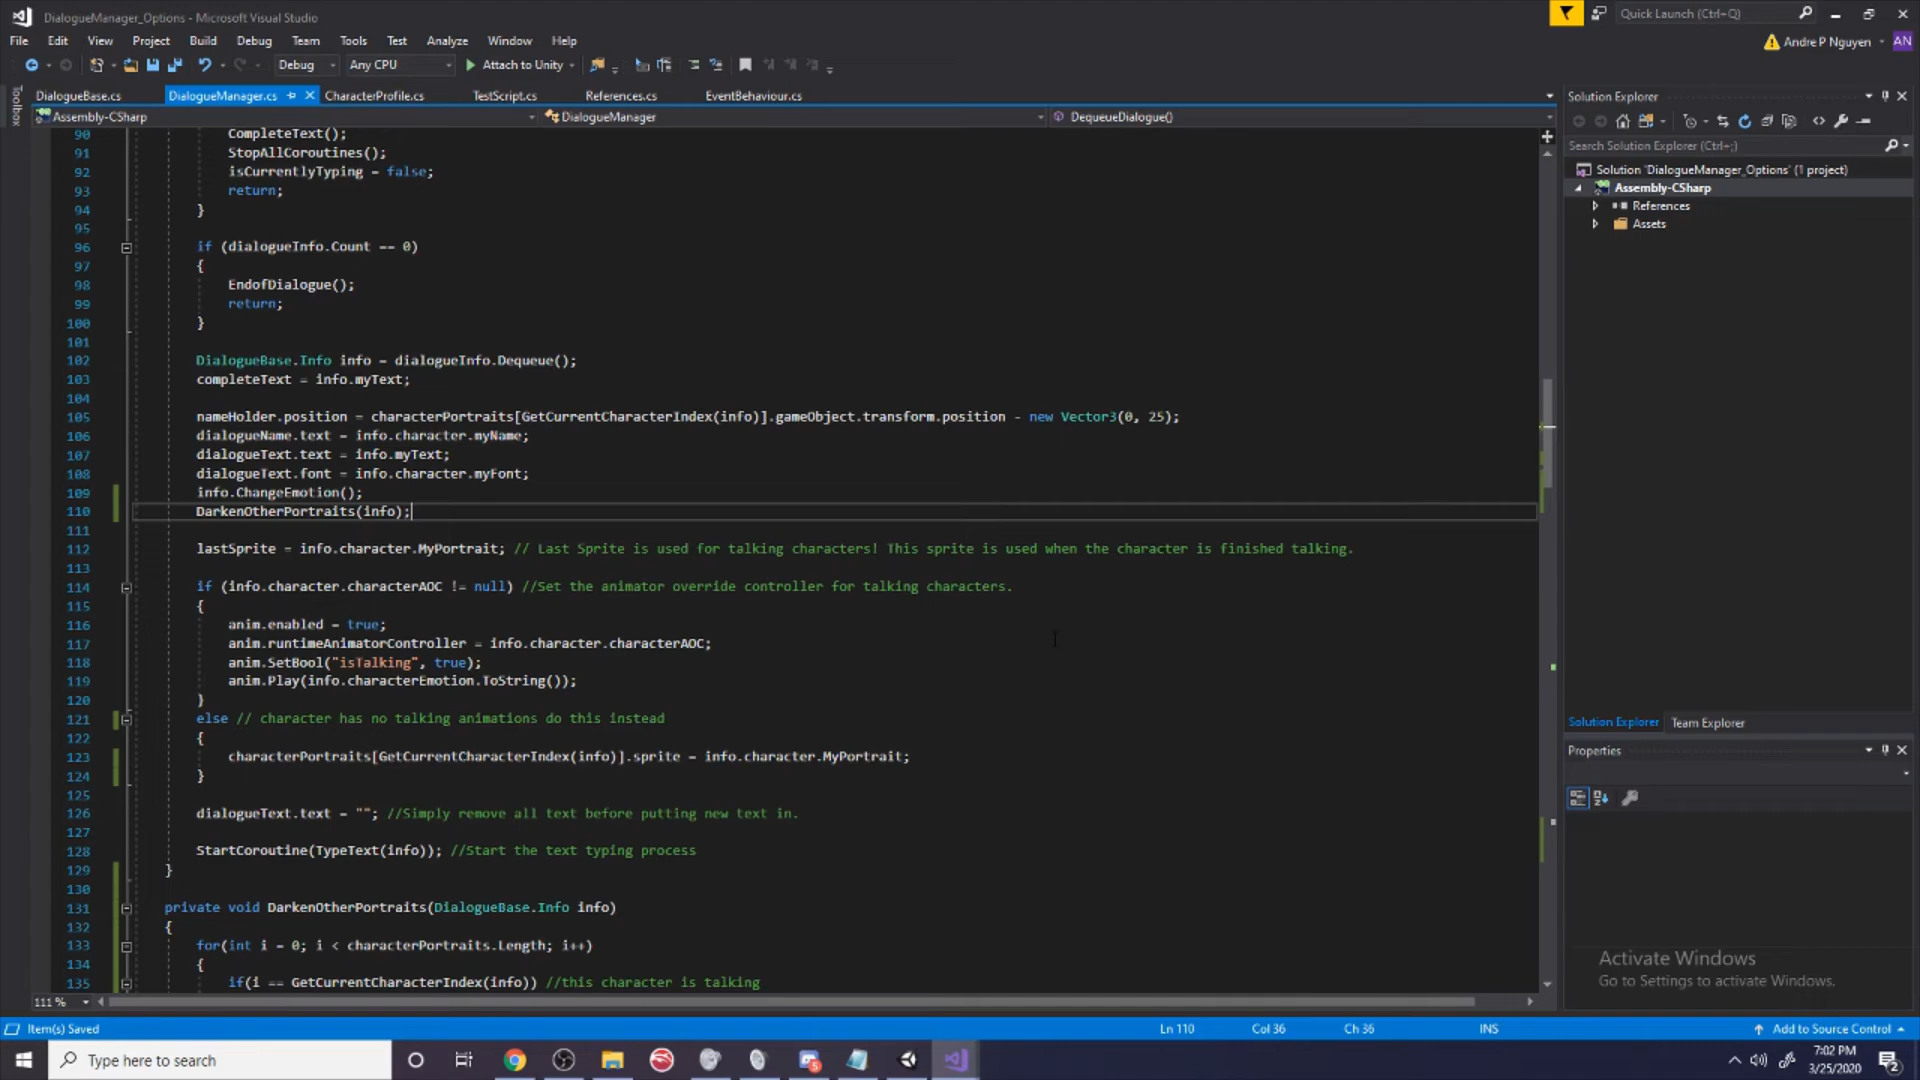 DialogueManager_Options - Microsoft Visual Studio
Quick Launch (Ctrl+Q)
File Edit View Project Build Debug Team Tools Test Analyze Window Help
Andre P Nguyen AN
Debug Any CPU Attach to Unity
Toolbox
DialogueBase.cs DialogueManager.cs CharacterProfile.cs TestScript.cs References.cs EventBehaviour.cs
Assembly-CSharp DialogueManager DequeueDialogue()
90 CompleteText();
91 StopAllCoroutines();
92 isCurrentlyTyping = false;
93 return;
94 }
95
96 if (dialogueInfo.Count == 0)
97 {
98 EndofDialogue();
99 return;
100 }
101
102 DialogueBase.Info info = dialogueInfo.Dequeue();
103 completeText = info.myText;
104
105 nameHolder.position = characterPortraits[GetCurrentCharacterIndex(info)].gameObject.transform.position - new Vector3(0, 25);
106 dialogueName.text = info.character.myName;
107 dialogueText.text = info.myText;
108 dialogueText.font = info.character.myFont;
109 info.ChangeEmotion();
110 DarkenOtherPortraits(info);
111
112 lastSprite = info.character.MyPortrait; // Last Sprite is used for talking characters! This sprite is used when the character is finished talking.
113
114 if (info.character.characterAOC != null) //Set the animator override controller for talking characters.
115 {
116 anim.enabled = true;
117 anim.runtimeAnimatorController = info.character.characterAOC;
118 anim.SetBool("isTalking", true);
119 anim.Play(info.characterEmotion.ToString());
120 }
121 else // character has no talking animations do this instead
122 {
123 characterPortraits[GetCurrentCharacterIndex(info)].sprite = info.character.MyPortrait;
124 }
125
126 dialogueText.text = ""; //Simply remove all text before putting new text in.
127
128 StartCoroutine(TypeText(info)); //Start the text typing process
129 }
130
131 private void DarkenOtherPortraits(DialogueBase.Info info)
132 {
133 for(int i = 0; i < characterPortraits.Length; i++)
134 {
135 if(i == GetCurrentCharacterIndex(info)) //this character is talking
111 %
Solution Explorer
Search Solution Explorer (Ctrl+;)
Solution 'DialogueManager_Options' (1 project)
Assembly-CSharp
References
Assets
Solution Explorer Team Explorer
Properties
Activate Windows
Go to Settings to activate Windows.
Item(s) Saved Ln 110 Col 36 Ch 36 INS Add to Source Control
Type here to search
5
7:02 PM
3/25/2020
2